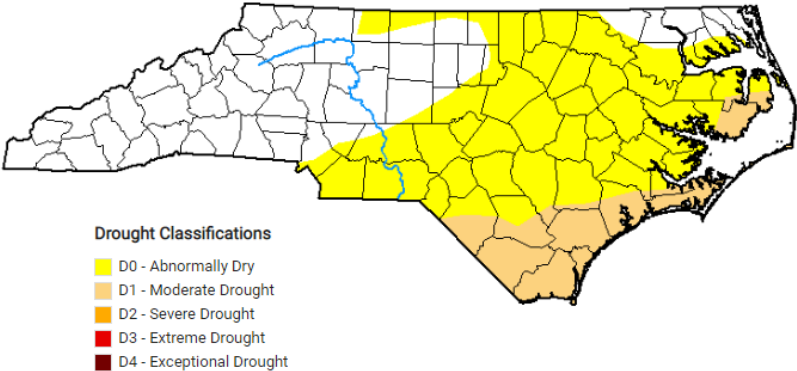 Drought Classifications
D0 - Abnormally Dry
D1 - Moderate Drought
D2 - Severe Drought
D3 - Extreme Drought
D4 - Exceptional Drought